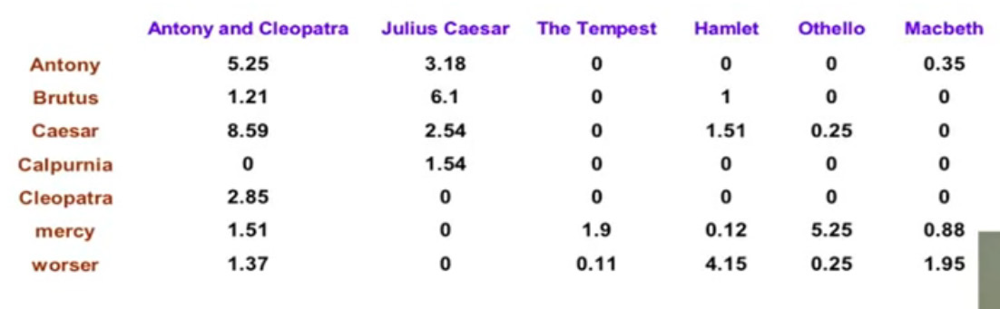 Antony and Cleopatra Julius Caesar The Tempest Hamlet Othello Macbeth
Antony 5.25 3.18 0 0 0 0.35
Brutus 1.21 6.1 0 1 0 0
Caesar 8.59 2.54 0 1.51 0.25 0
Calpurnia 0 1.54 0 0 0 0
Cleopatra 2.85 0 0 0 0 0
mercy 1.51 0 1.9 0.12 5.25 0.88
worser 1.37 0 0.11 4.15 0.25 1.95